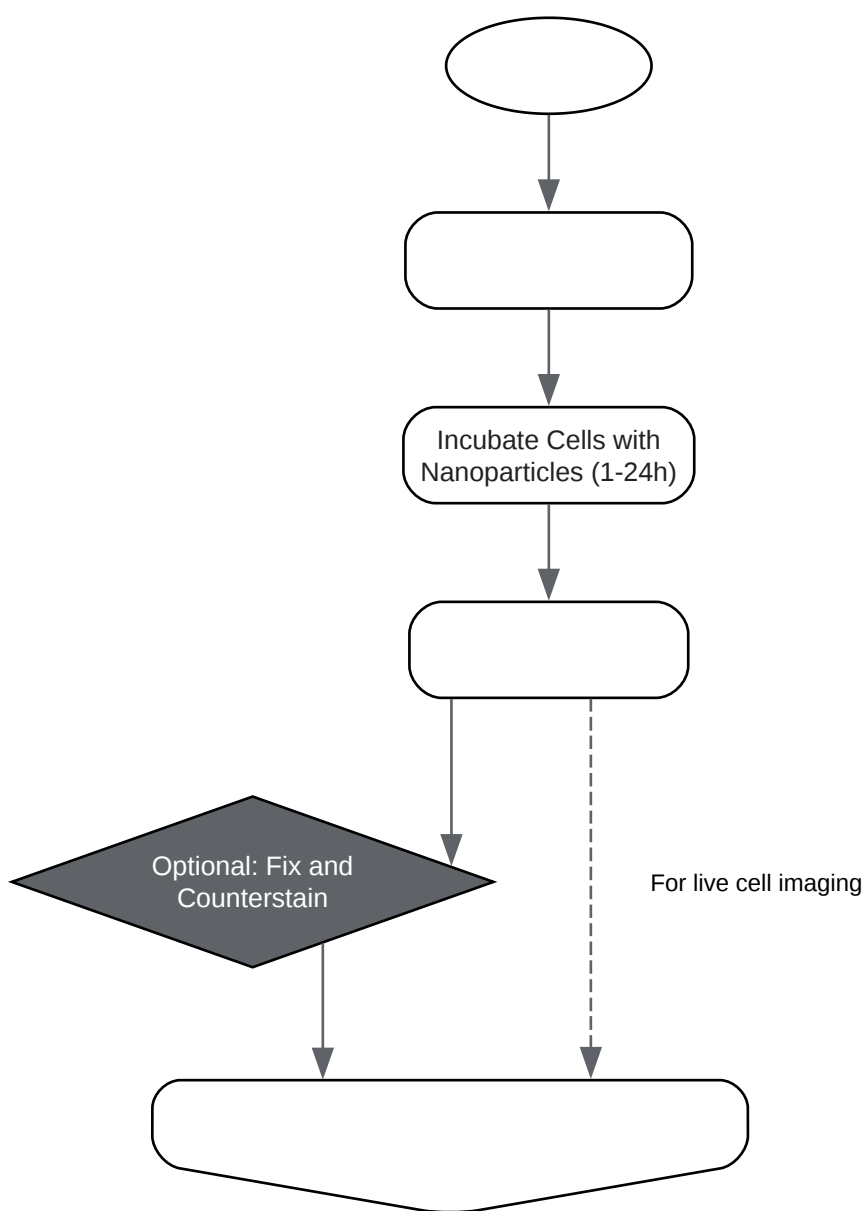 Incubate Cells with
Nanoparticles (1-24h)
Optional: Fix and
Counterstain
For live cell imaging